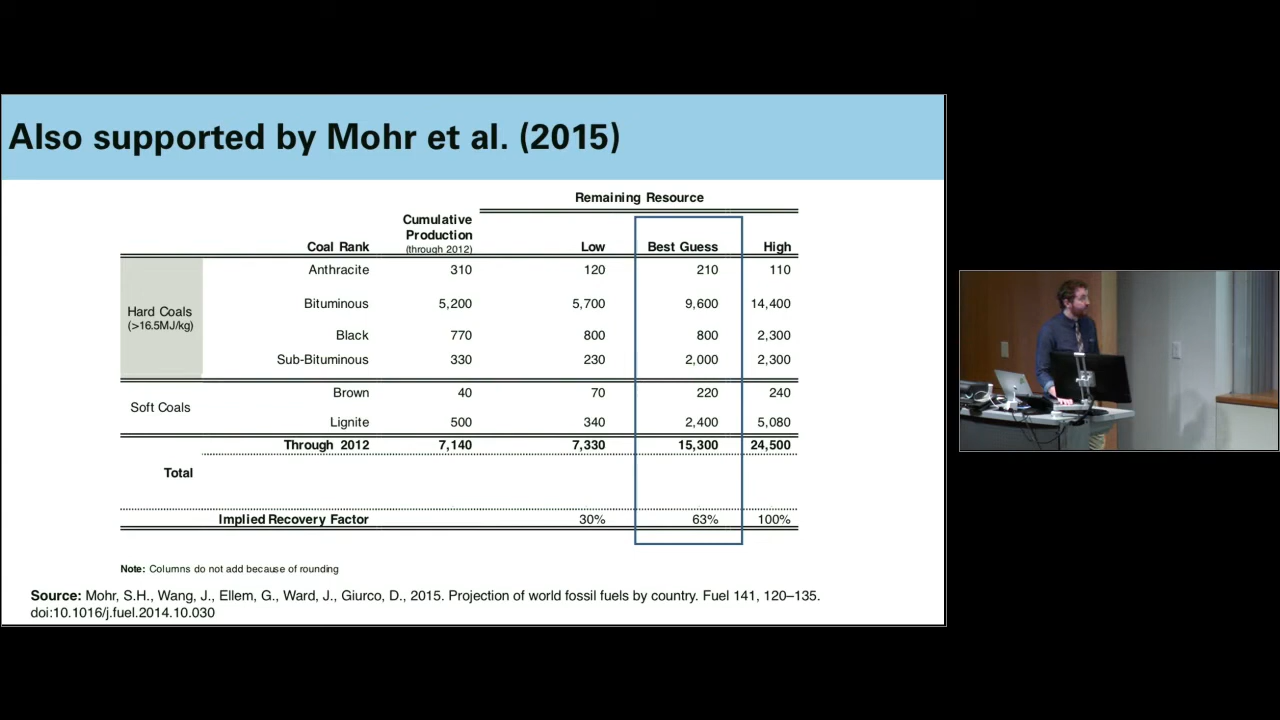 Also supported by Mohr et al. (2015)
Remaining Resource
Cumulative
Production
Coal Rank (through 2012) Low Best Guess High
Anthracite 310 120 210 110
Hard Coals
(>16.5MJ/kg)
Bituminous 5,200 5,700 9,600 14,400
Black 770 800 800 2,300
Sub-Bituminous 330 230 2,000 2,300
Soft Coals
Brown 40 70 220 240
Lignite 500 340 2,400 5,080
Through 2012 7,140 7,330 15,300 24,500
Total
Implied Recovery Factor 30% 63% 100%
Note: Columns do not add because of rounding
Source: Mohr, S.H., Wang, J., Ellem, G., Ward, J., Giurco, D., 2015. Projection of world fossil fuels by country. Fuel 141, 120–135.
doi:10.1016/j.fuel.2014.10.030